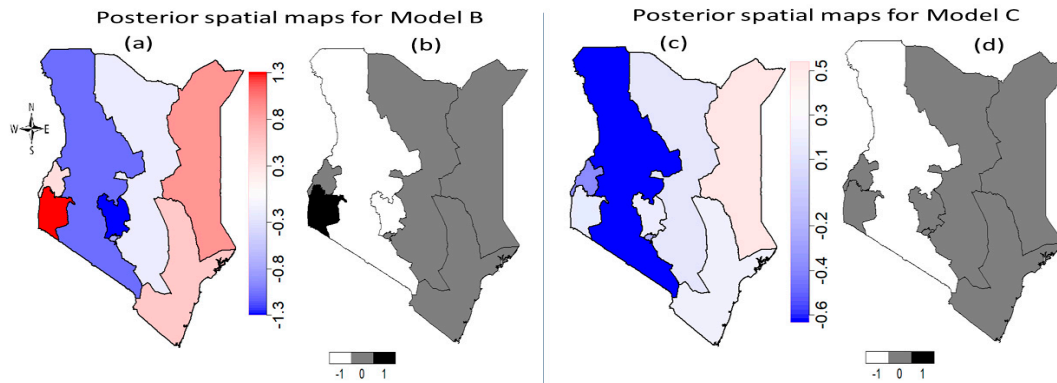 Posterior spatial maps for Model B
Posterior spatial maps for Model C
(a)
(b)
(c)
(d)
N
W E
S
1.3
0.8
0.3
-0.3
-0.8
-1.3
0.5
0.3
0.1
-0.2
-0.4
-0.6
-1 0 1
-1 0 1